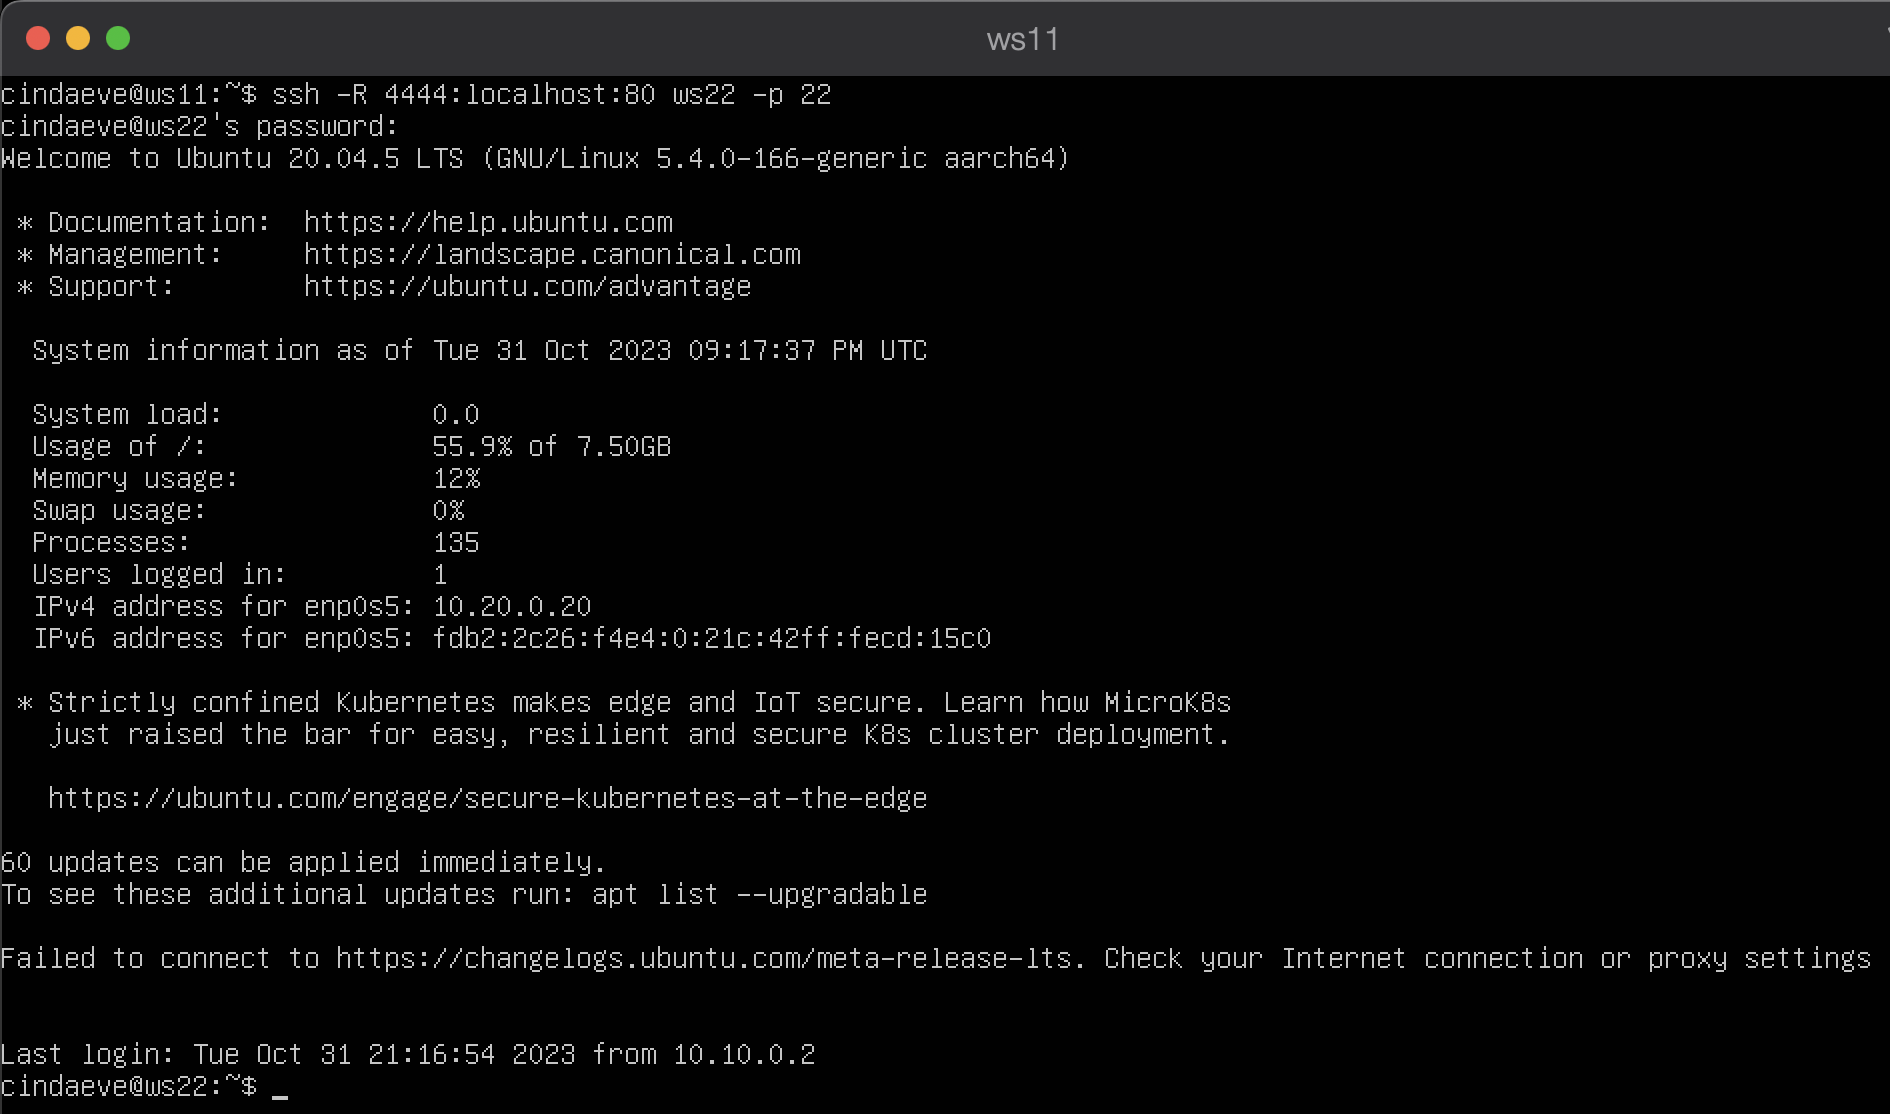 ws11
cindaeve@ws11:~$ ssh -R 4444:localhost:80 ws22 -p 22
cindaeve@ws22's password:
Welcome to Ubuntu 20.04.5 LTS (GNU/Linux 5.4.0-166-generic aarch64)
* Documentation:  https://help.ubuntu.com
* Management:     https://landscape.canonical.com
* Support:        https://ubuntu.com/advantage
System information as of Tue 31 Oct 2023 09:17:37 PM UTC
System load:             0.0
Usage of /:              55.9% of 7.50GB
Memory usage:            12%
Swap usage:              0%
Processes:               135
Users logged in:         1
IPv4 address for enp0s5: 10.20.0.20
IPv6 address for enp0s5: fdb2:2c26:f4e4:0:21c:42ff:fecd:15c0
* Strictly confined Kubernetes makes edge and IoT secure. Learn how MicroK8s
just raised the bar for easy, resilient and secure K8s cluster deployment.
https://ubuntu.com/engage/secure-kubernetes-at-the-edge
60 updates can be applied immediately.
To see these additional updates run: apt list --upgradable
Failed to connect to https://changelogs.ubuntu.com/meta-release-lts. Check your Internet connection or proxy settings
Last login: Tue Oct 31 21:16:54 2023 from 10.10.0.2
cindaeve@ws22:~$ _